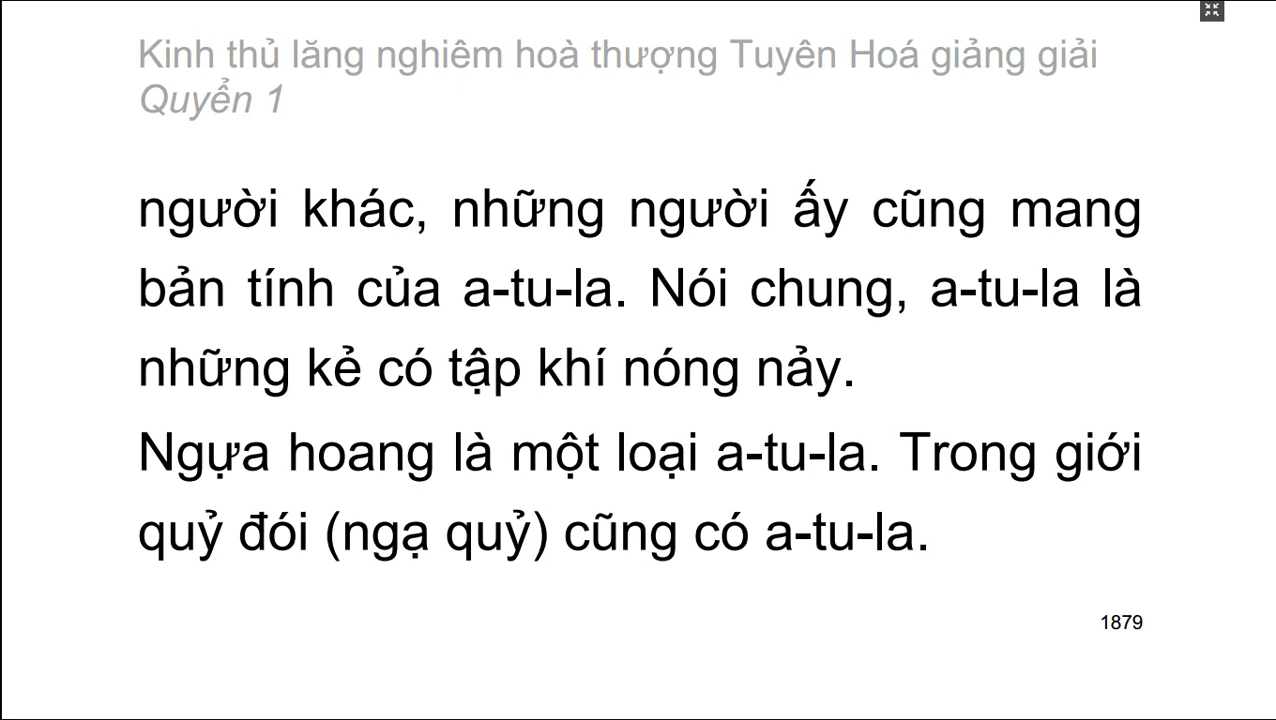 Kinh thủ lăng nghiêm hoà thượng Tuyên Hoá giảng giải
Quyển 1
người khác, những người ấy cũng mang
bản tính của a-tu-la. Nói chung, a-tu-la là
những kẻ có tập khí nóng nảy.
Ngựa hoang là một loại a-tu-la. Trong giới
quỷ đói (ngạ quỷ) cũng có a-tu-la.
1879